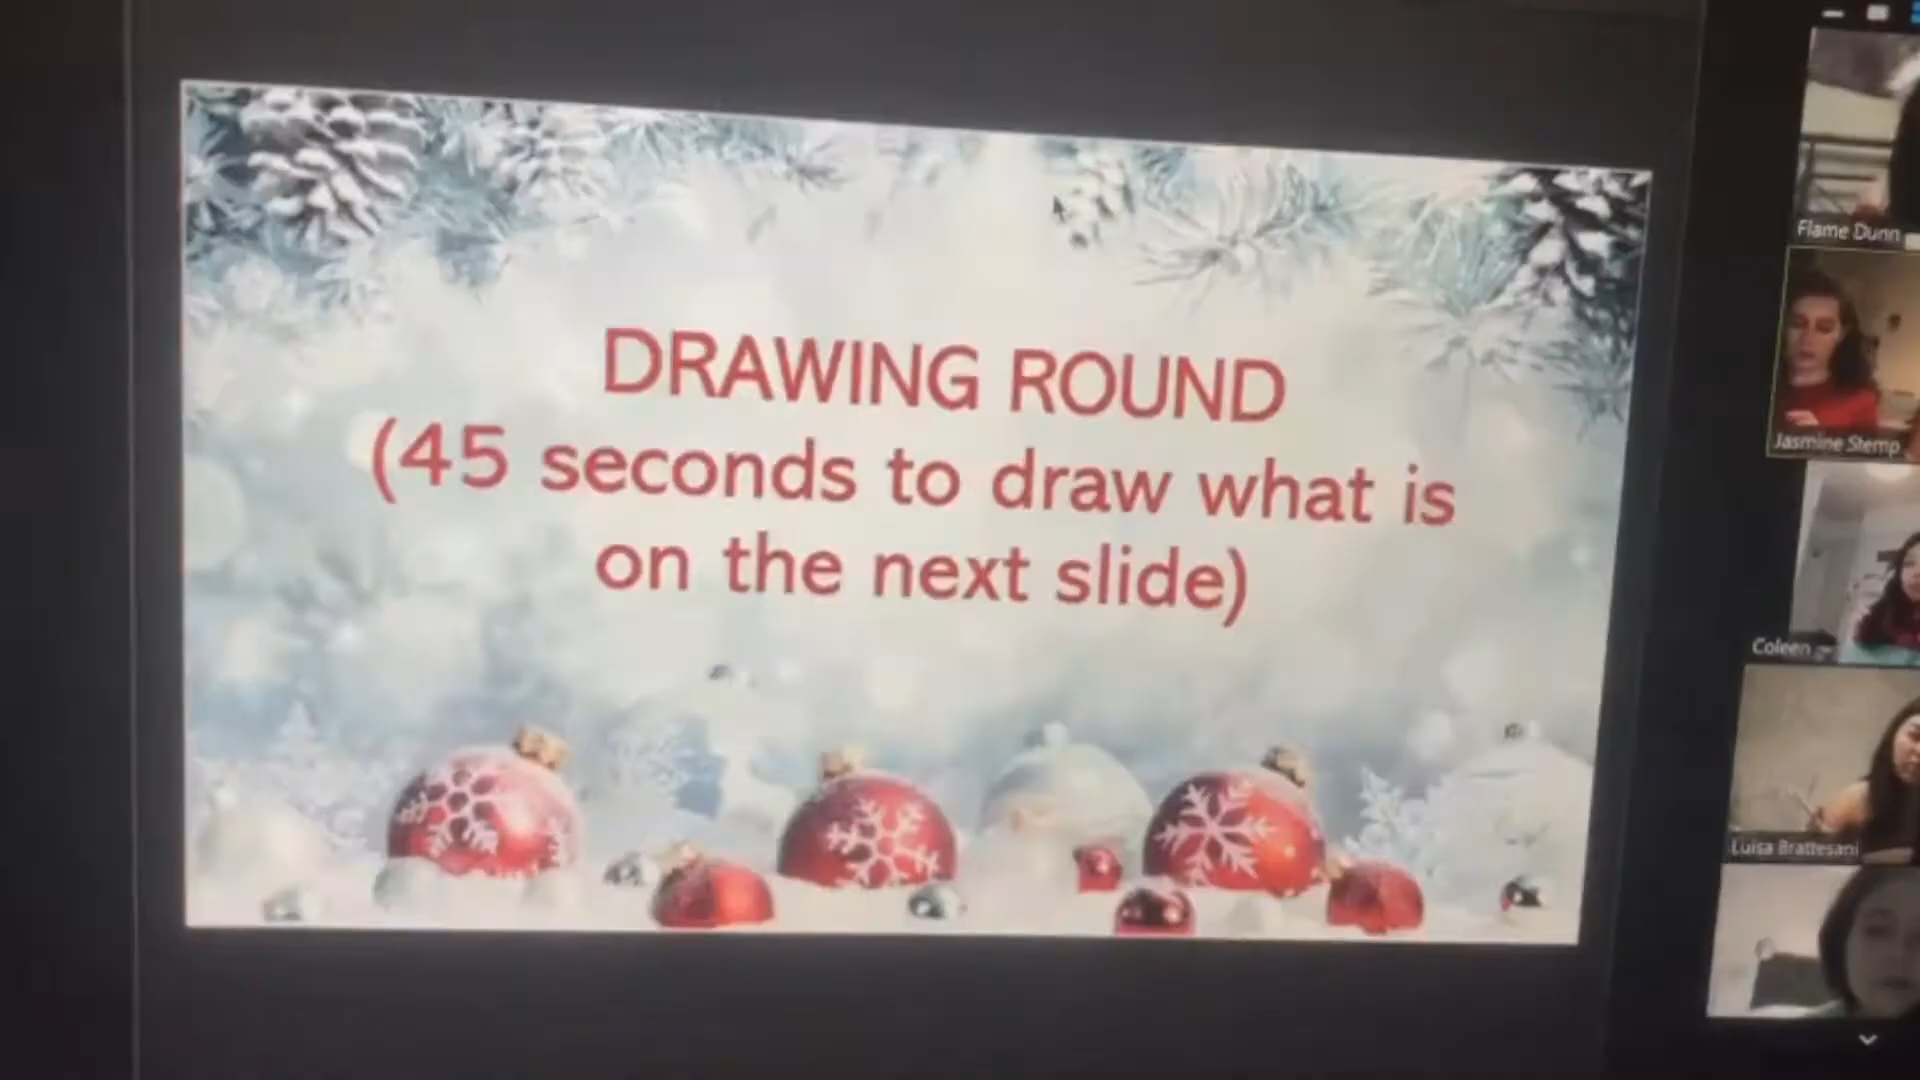 DRAWING ROUND
(45 seconds to draw what is
on the next slide)
Flame Dunn
Jasmine Stemp
Coleen
Luisa Brattesani